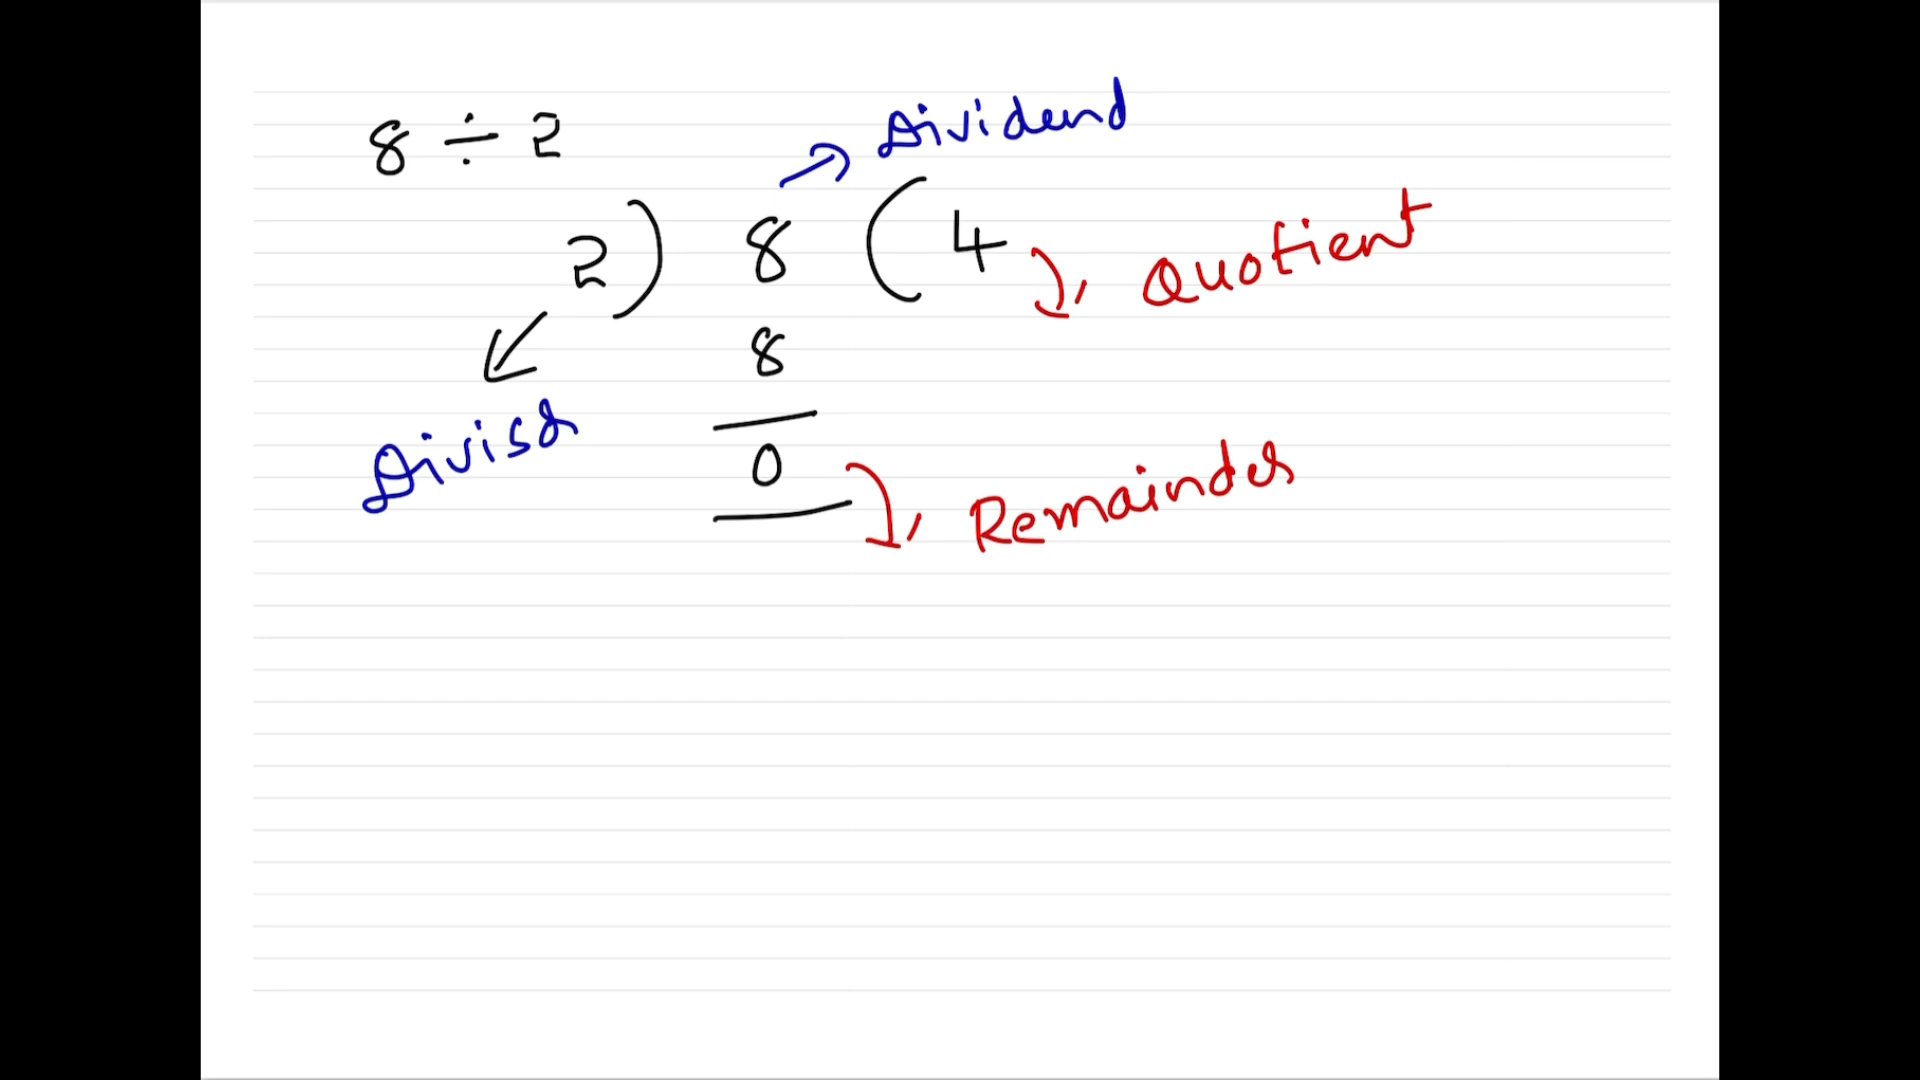 8 ÷ 2
Dividend
2 ) 8 ( 4
Quotient
8
Divisor
0
Remainder